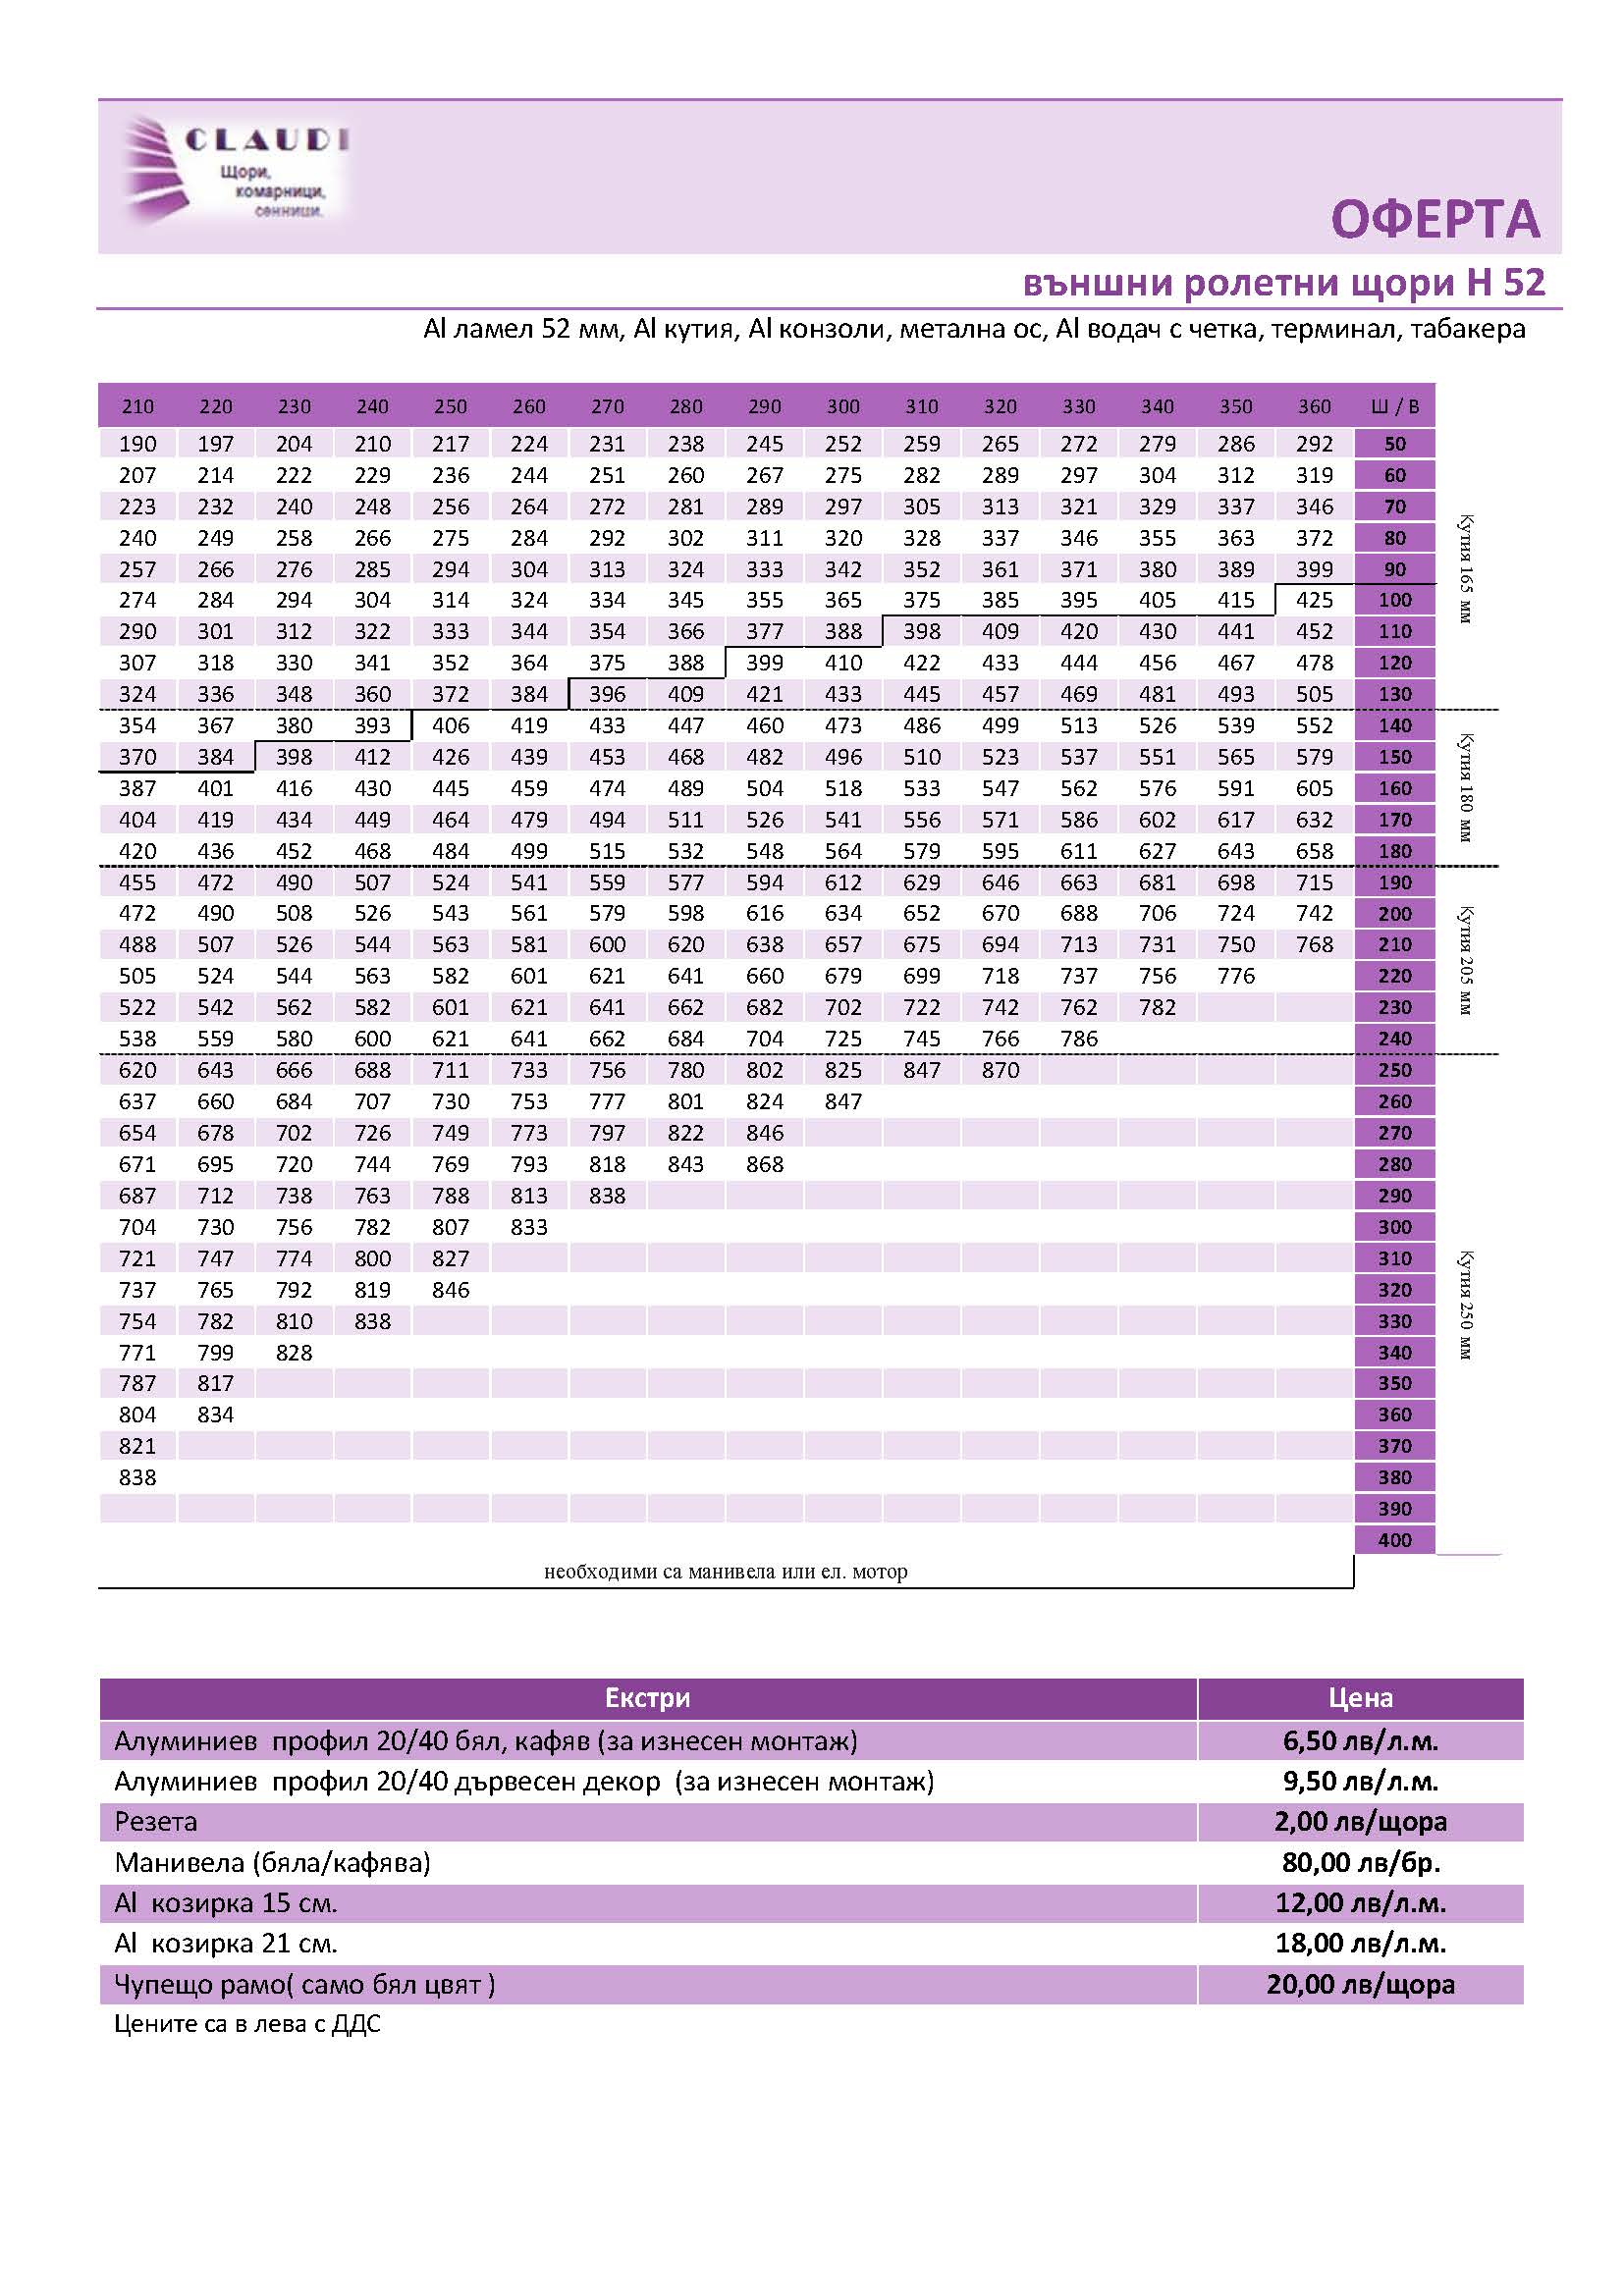 CLAUDI
Щори,
комарници,
сенници.
ОФЕРТА
външни ролетни щори Н 52
Al ламел 52 мм, Al кутия, Al конзоли, метална ос, Al водач с четка, терминал, табакера
210 220 230 240 250 260 270 280 290 300 310 320 330 340 350 360 Ш / В
190 197 204 210 217 224 231 238 245 252 259 265 272 279 286 292 50
207 214 222 229 236 244 251 260 267 275 282 289 297 304 312 319 60
223 232 240 248 256 264 272 281 289 297 305 313 321 329 337 346 70
240 249 258 266 275 284 292 302 311 320 328 337 346 355 363 372 80
257 266 276 285 294 304 313 324 333 342 352 361 371 380 389 399 90
274 284 294 304 314 324 334 345 355 365 375 385 395 405 415 425 100
290 301 312 322 333 344 354 366 377 388 398 409 420 430 441 452 110
307 318 330 341 352 364 375 388 399 410 422 433 444 456 467 478 120
324 336 348 360 372 384 396 409 421 433 445 457 469 481 493 505 130
Кутия 165 мм
354 367 380 393 406 419 433 447 460 473 486 499 513 526 539 552 140
370 384 398 412 426 439 453 468 482 496 510 523 537 551 565 579 150
387 401 416 430 445 459 474 489 504 518 533 547 562 576 591 605 160
404 419 434 449 464 479 494 511 526 541 556 571 586 602 617 632 170
420 436 452 468 484 499 515 532 548 564 579 595 611 627 643 658 180
Кутия 180 мм
455 472 490 507 524 541 559 577 594 612 629 646 663 681 698 715 190
472 490 508 526 543 561 579 598 616 634 652 670 688 706 724 742 200
488 507 526 544 563 581 600 620 638 657 675 694 713 731 750 768 210
505 524 544 563 582 601 621 641 660 679 699 718 737 756 776 220
522 542 562 582 601 621 641 662 682 702 722 742 762 782 230
538 559 580 600 621 641 662 684 704 725 745 766 786 240
Кутия 205 мм
620 643 666 688 711 733 756 780 802 825 847 870 250
637 660 684 707 730 753 777 801 824 847 260
654 678 702 726 749 773 797 822 846 270
671 695 720 744 769 793 818 843 868 280
687 712 738 763 788 813 838 290
704 730 756 782 807 833 300
721 747 774 800 827 310
737 765 792 819 846 320
754 782 810 838 330
771 799 828 340
787 817 350
804 834 360
821 370
838 380
390
400
Кутия 250 мм
необходими са манивела или ел. мотор
Екстри Цена
Алуминиев профил 20/40 бял, кафяв (за изнесен монтаж) 6,50 лв/л.м.
Алуминиев профил 20/40 дървесен декор (за изнесен монтаж) 9,50 лв/л.м.
Резета 2,00 лв/щора
Манивела (бяла/кафява) 80,00 лв/бр.
Al козирка 15 см. 12,00 лв/л.м.
Al козирка 21 см. 18,00 лв/л.м.
Чупещо рамо( само бял цвят ) 20,00 лв/щора
Цените са в лева с ДДС